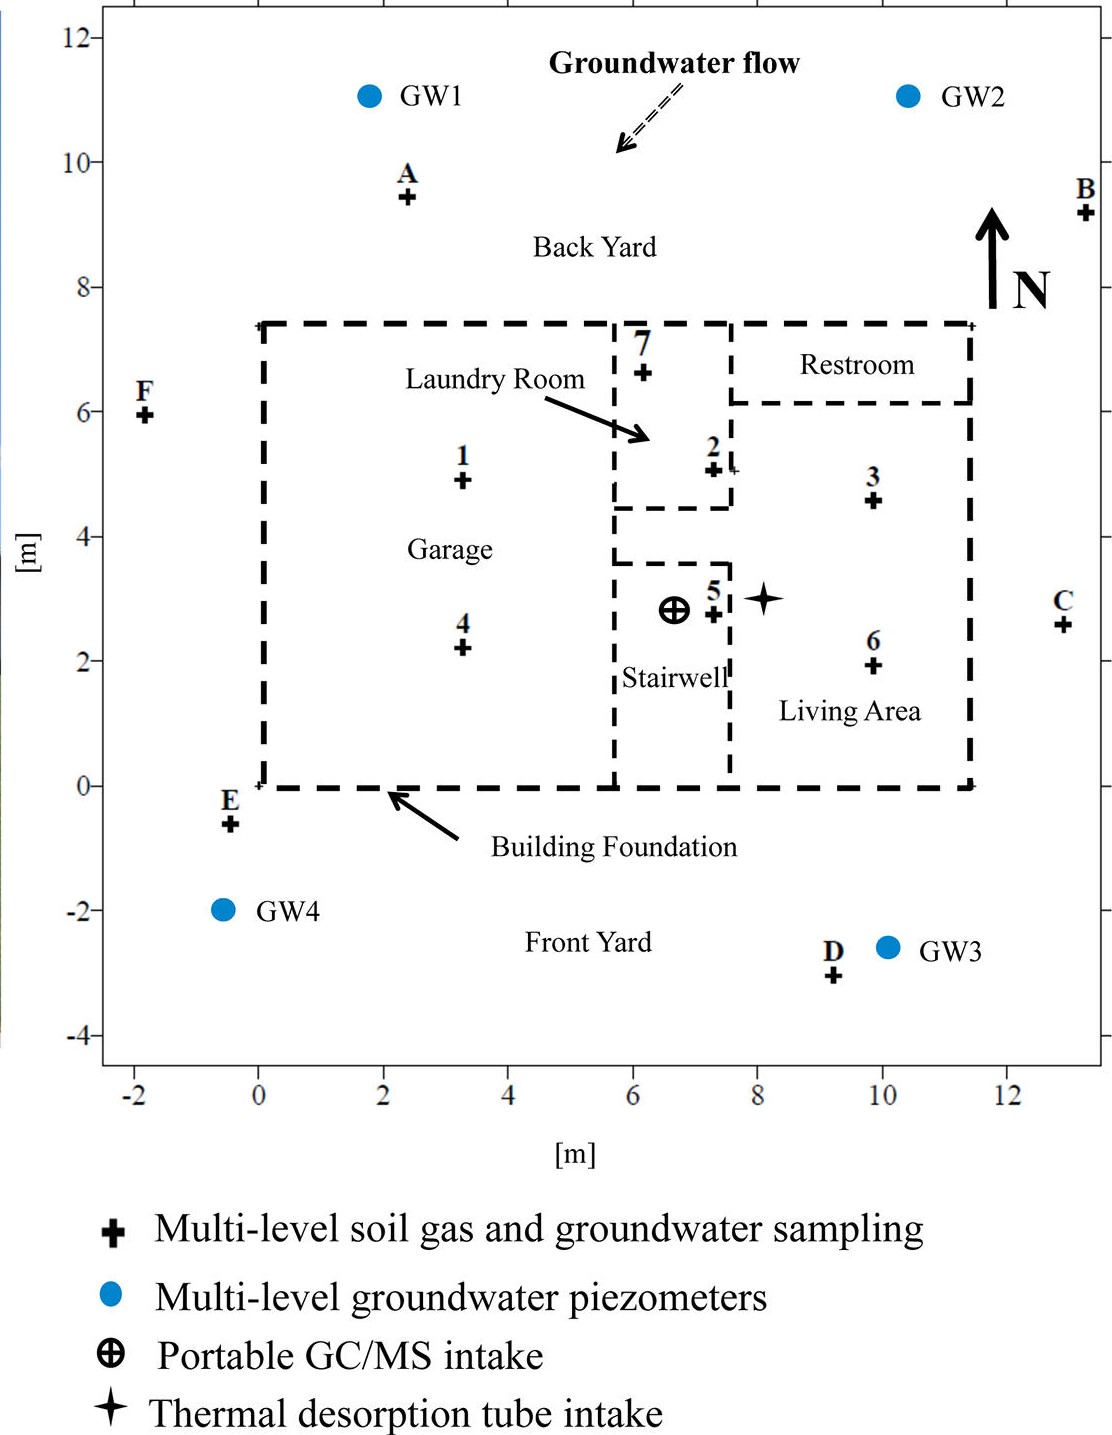 12
Groundwater flow
GW1
GW2
10
A
B
Back Yard
8
N
7
Laundry Room
Restroom
F
6
1
2
3
4
Garage
[m]
5
C
4
6
2
Stairwell
Living Area
0
E
Building Foundation
-2
GW4
Front Yard
D
GW3
-4
-2 0 2 4 6 8 10 12
[m]
Multi-level soil gas and groundwater sampling
Multi-level groundwater piezometers
Portable GC/MS intake
Thermal desorption tube intake